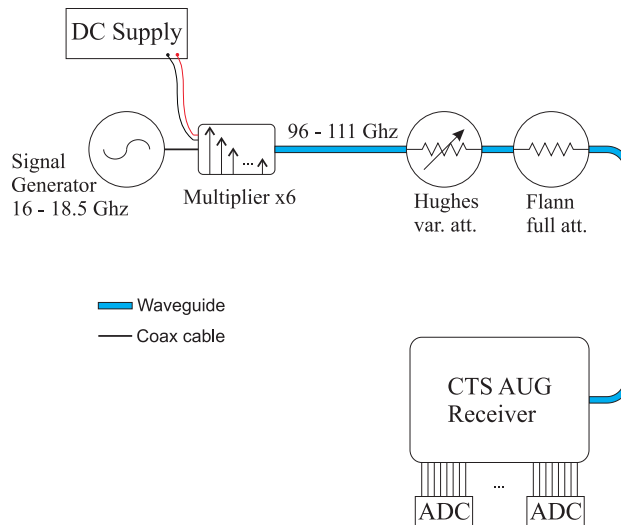 DC Supply
96 - 111 Ghz
Signal
Generator
16 - 18.5 Ghz
...
Multiplier x6
Hughes
var. att.
Flann
full att.
Waveguide
Coax cable
CTS AUG
Receiver
...
ADC
ADC